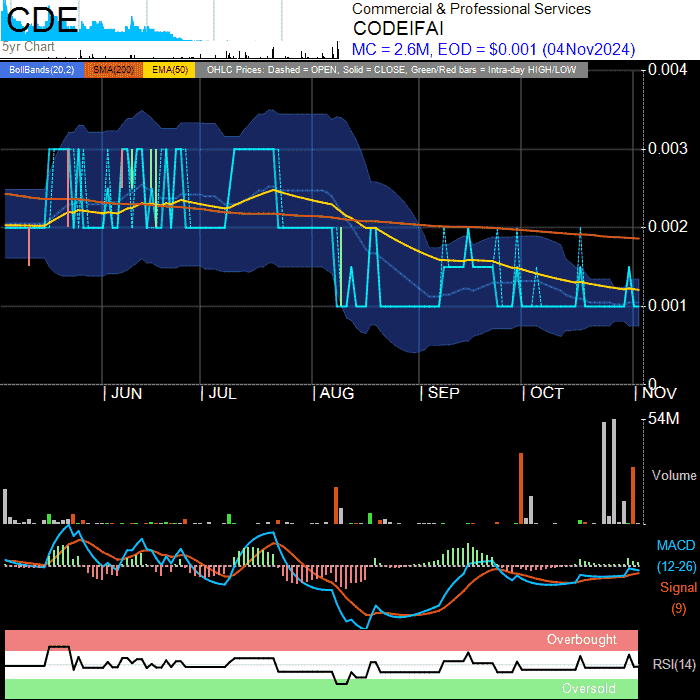 CDE
Commercial & Professional Services
CODEIFAI
5yr Chart
MC = 2.6M, EOD = $0.001 (04Nov2024)
BollBands(20,2) SMA(200) EMA(50) OHLC Prices: Dashed = OPEN, Solid = CLOSE, Green/Red bars = Intra-day HIGH/LOW
0.004
0.003
0.002
0.001
0
JUN JUL AUG SEP OCT NOV
54M
Volume
MACD
(12-26)
Signal
(9)
Overbought
RSI(14)
Oversold